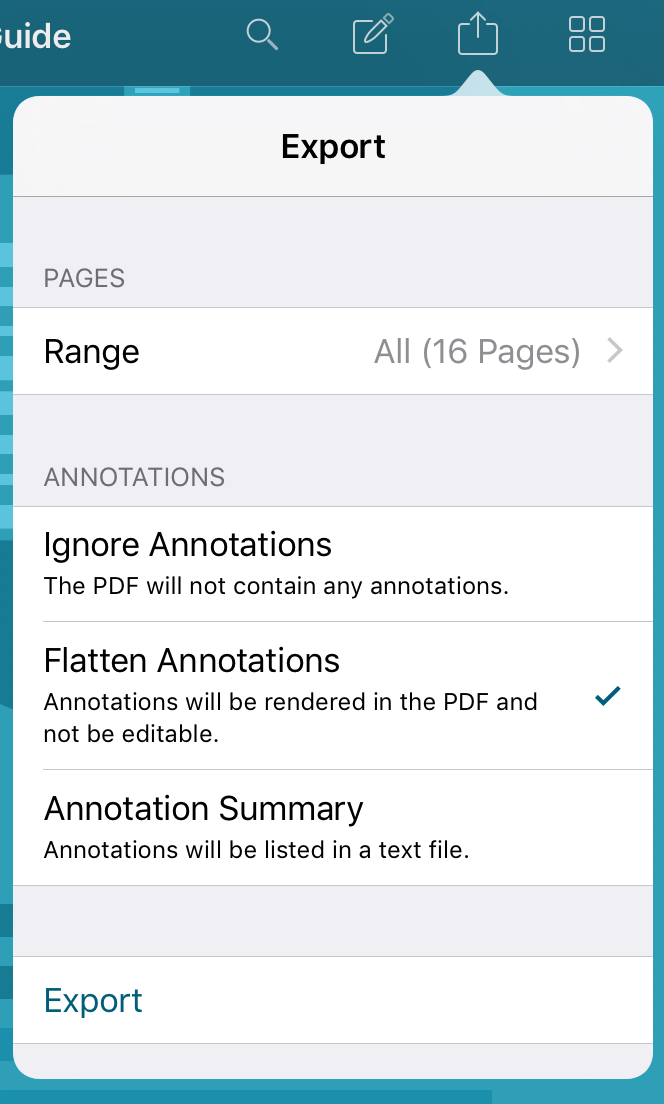 uide
Export
PAGES
Range All (16 Pages)
ANNOTATIONS
Ignore Annotations
The PDF will not contain any annotations.
Flatten Annotations
Annotations will be rendered in the PDF and
not be editable.
Annotation Summary
Annotations will be listed in a text file.
Export